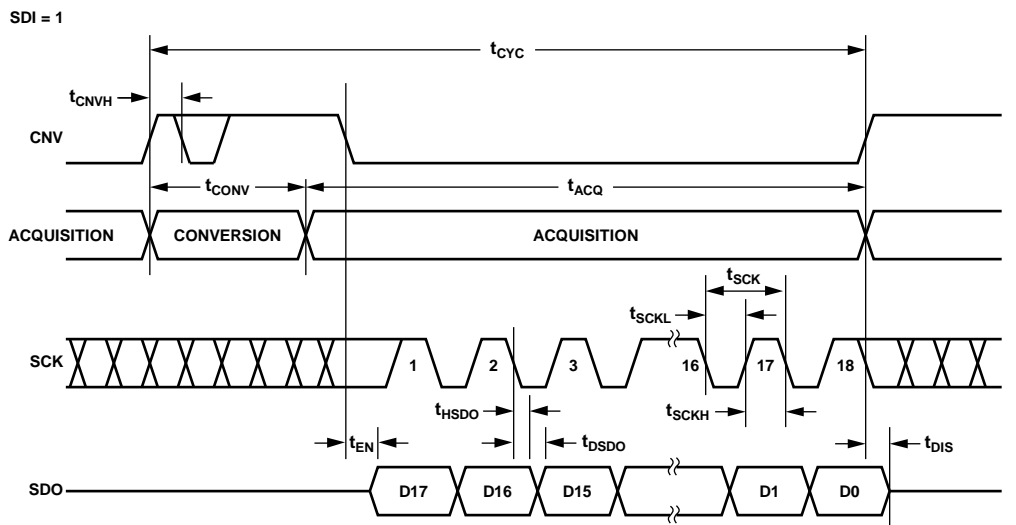 SDI = 1
tCYC
tCNVH
CNV
tCONV
tACQ
ACQUISITION
CONVERSION
ACQUISITION
tSCK
tSCKL
SCK
1
2
3
16
17
18
tHSDO
tSCKH
tEN
tDSDO
tDIS
SDO
D17
D16
D15
D1
D0